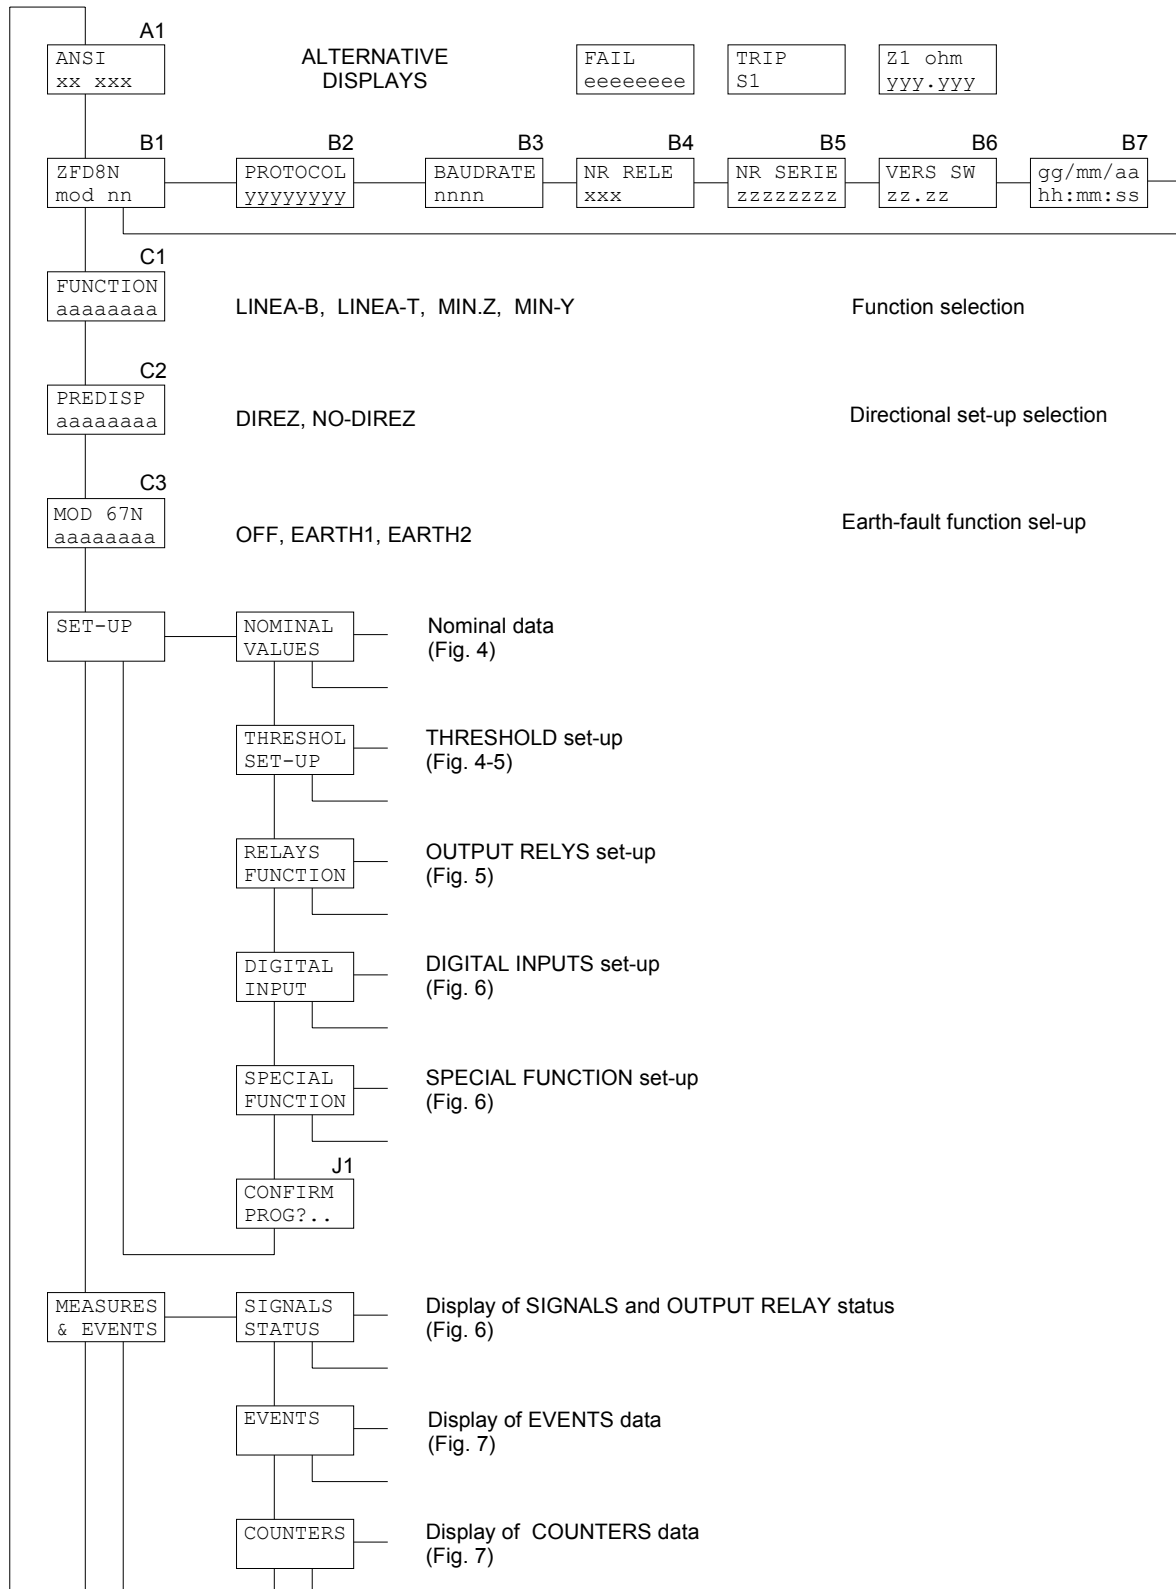 A1
ANSI
xx xxx
ALTERNATIVE
DISPLAYS
FAIL
eeeeeeee
TRIP
S1
Z1 ohm
yyy.yyy
B1
ZFD8N
mod nn
B2
PROTOCOL
yyyyyyyy
B3
BAUDRATE
nnnn
B4
NR RELE
xxx
B5
NR SERIE
zzzzzzzz
B6
VERS SW
zz.zz
B7
gg/mm/aa
hh:mm:ss
C1
FUNCTION
aaaaaaaa
LINEA-B, LINEA-T, MIN.Z, MIN-Y
Function selection
C2
PREDISP
aaaaaaaa
DIREZ, NO-DIREZ
Directional set-up selection
C3
MOD 67N
aaaaaaaa
OFF, EARTH1, EARTH2
Earth-fault function sel-up
SET-UP
NOMINAL
VALUES
Nominal data
(Fig. 4)
THRESHOL
SET-UP
THRESHOLD set-up
(Fig. 4-5)
RELAYS
FUNCTION
OUTPUT RELYS set-up
(Fig. 5)
DIGITAL
INPUT
DIGITAL INPUTS set-up
(Fig. 6)
SPECIAL
FUNCTION
SPECIAL FUNCTION set-up
(Fig. 6)
J1
CONFIRM
PROG?..
MEASURES
& EVENTS
SIGNALS
STATUS
Display of SIGNALS and OUTPUT RELAY status
(Fig. 6)
EVENTS
Display of EVENTS data
(Fig. 7)
COUNTERS
Display of COUNTERS data
(Fig. 7)